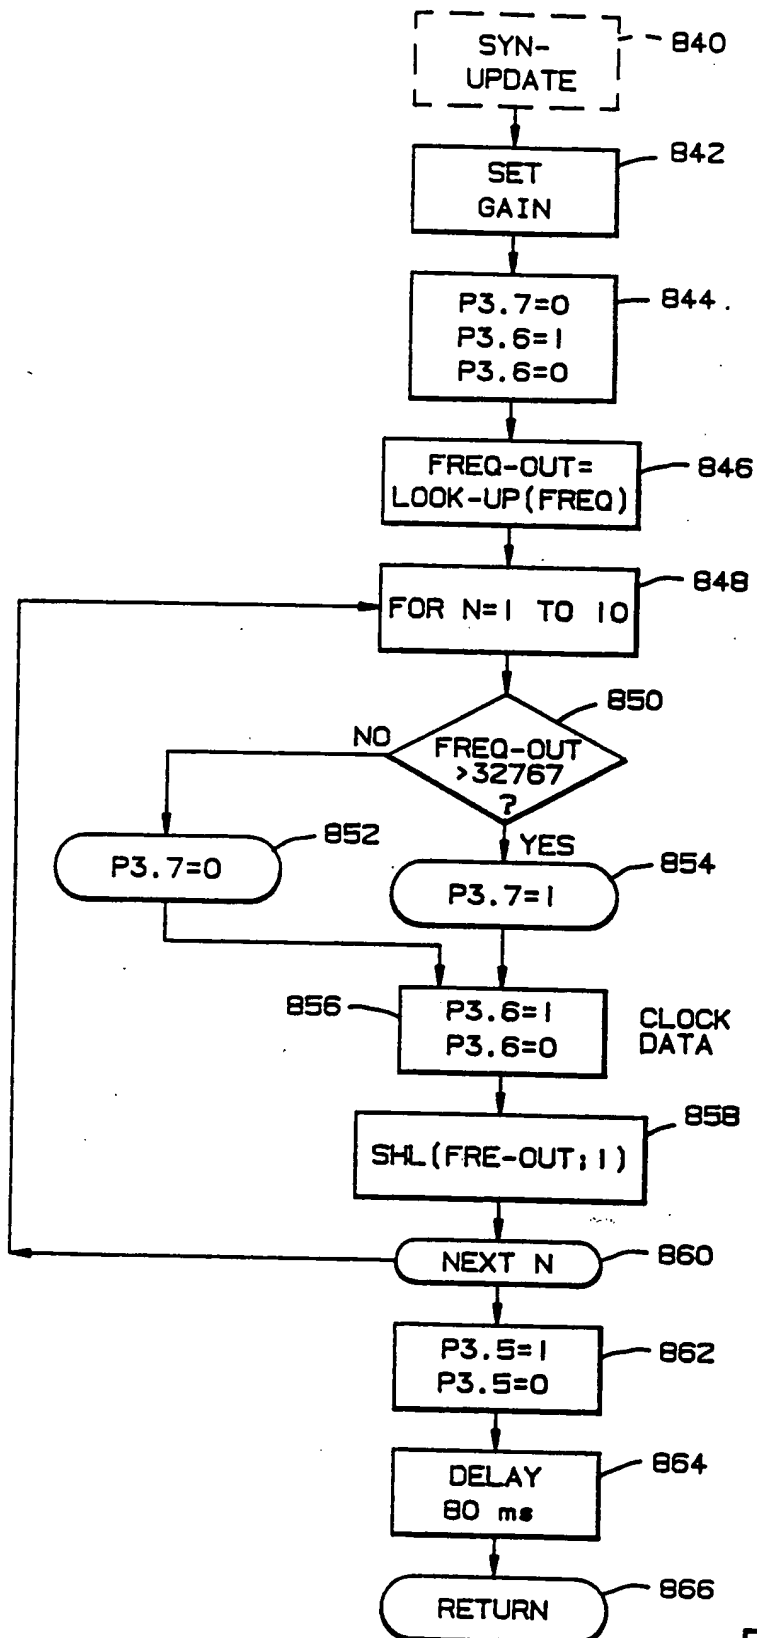 SYN-
UPDATE
840
842
SET
GAIN
P3.7=0
P3.6=1
P3.6=0
844
FREQ-OUT=
LOOK-UP(FREQ)
846
848
FOR N=1 TO 10
850
NO
FREQ-OUT
>32767
?
YES
852
P3.7=0
854
P3.7=1
856
P3.6=1
P3.6=0
CLOCK
DATA
858
SHL(FRE-OUT;1)
NEXT N
860
P3.5=1
P3.5=0
862
DELAY
80 ms
864
RETURN
866